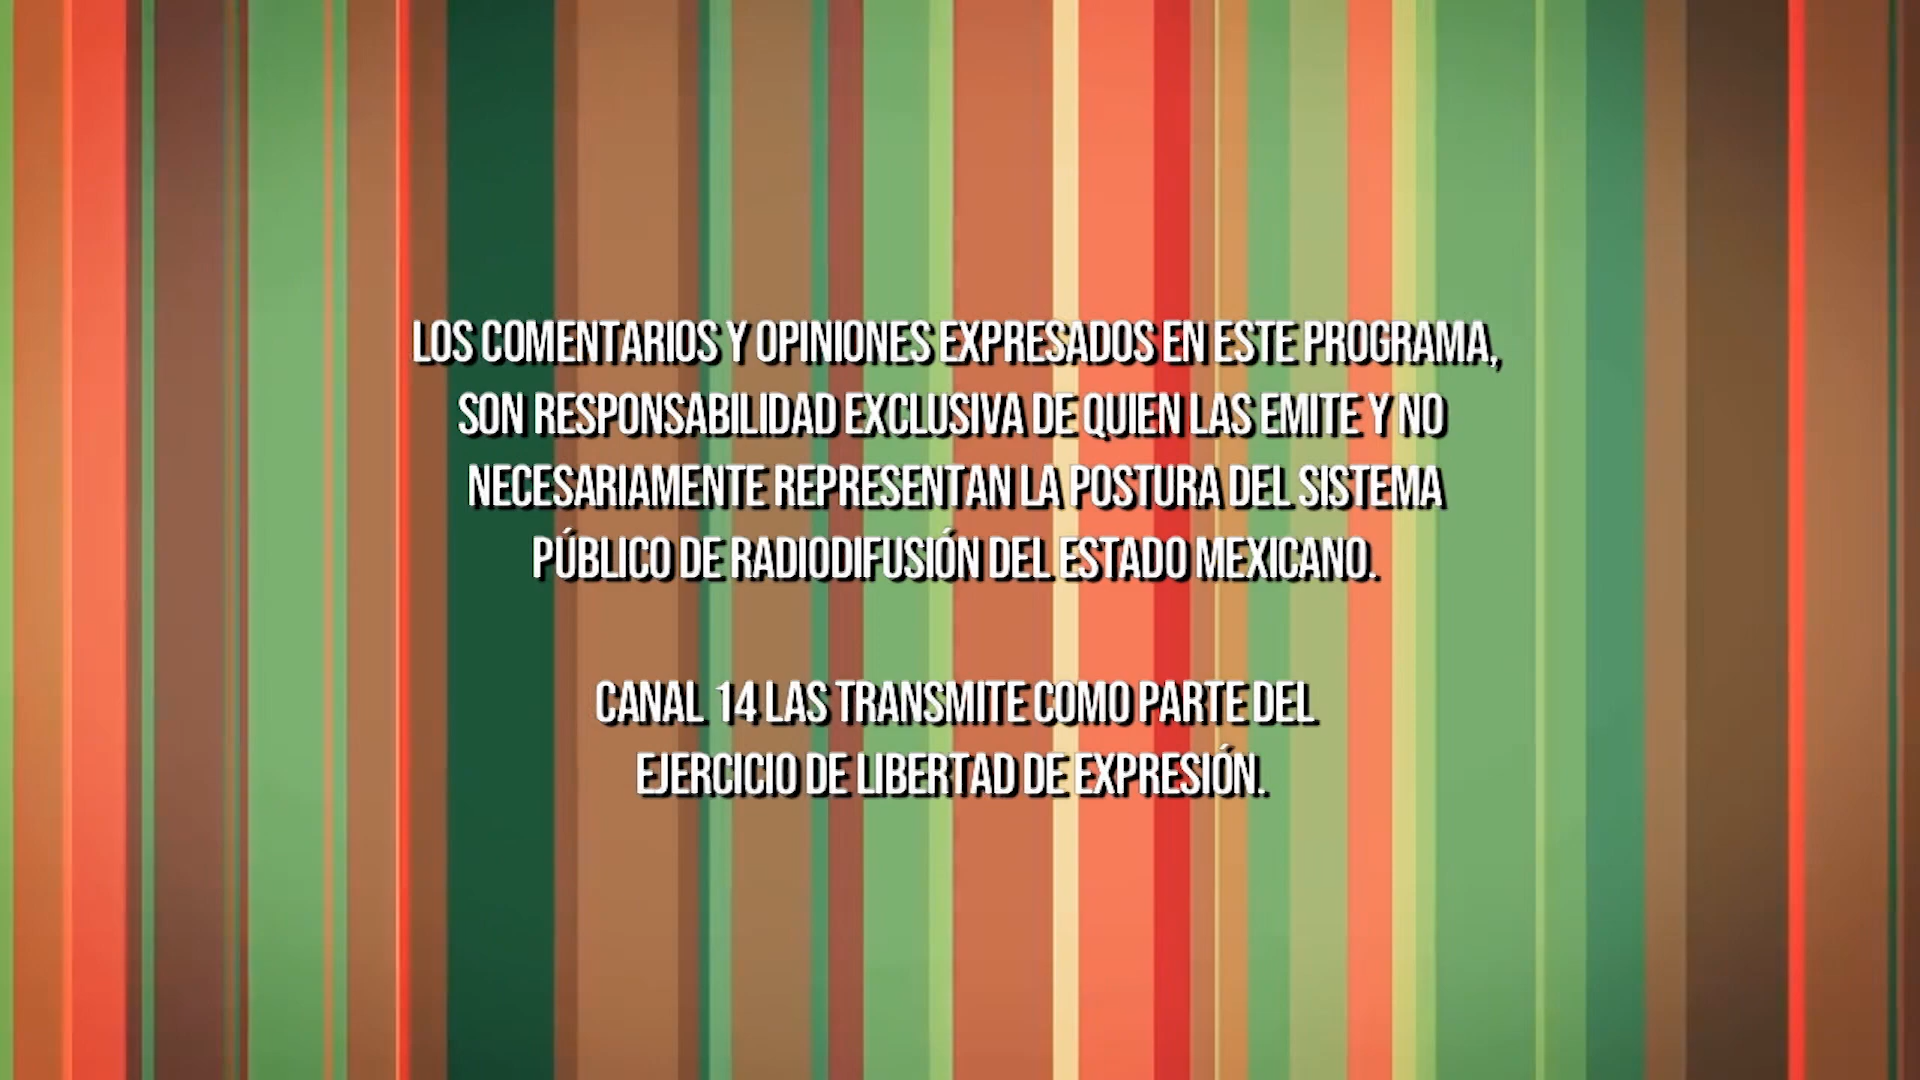 LOS COMENTARIOS Y OPINIONES EXPRESADOS EN ESTE PROGRAMA,
SON RESPONSABILIDAD EXCLUSIVA DE QUIEN LAS EMITE Y NO
NECESARIAMENTE REPRESENTAN LA POSTURA DEL SISTEMA
PÚBLICO DE RADIODIFUSIÓN DEL ESTADO MEXICANO.
CANAL 14 LAS TRANSMITE COMO PARTE DEL
EJERCICIO DE LIBERTAD DE EXPRESIÓN.